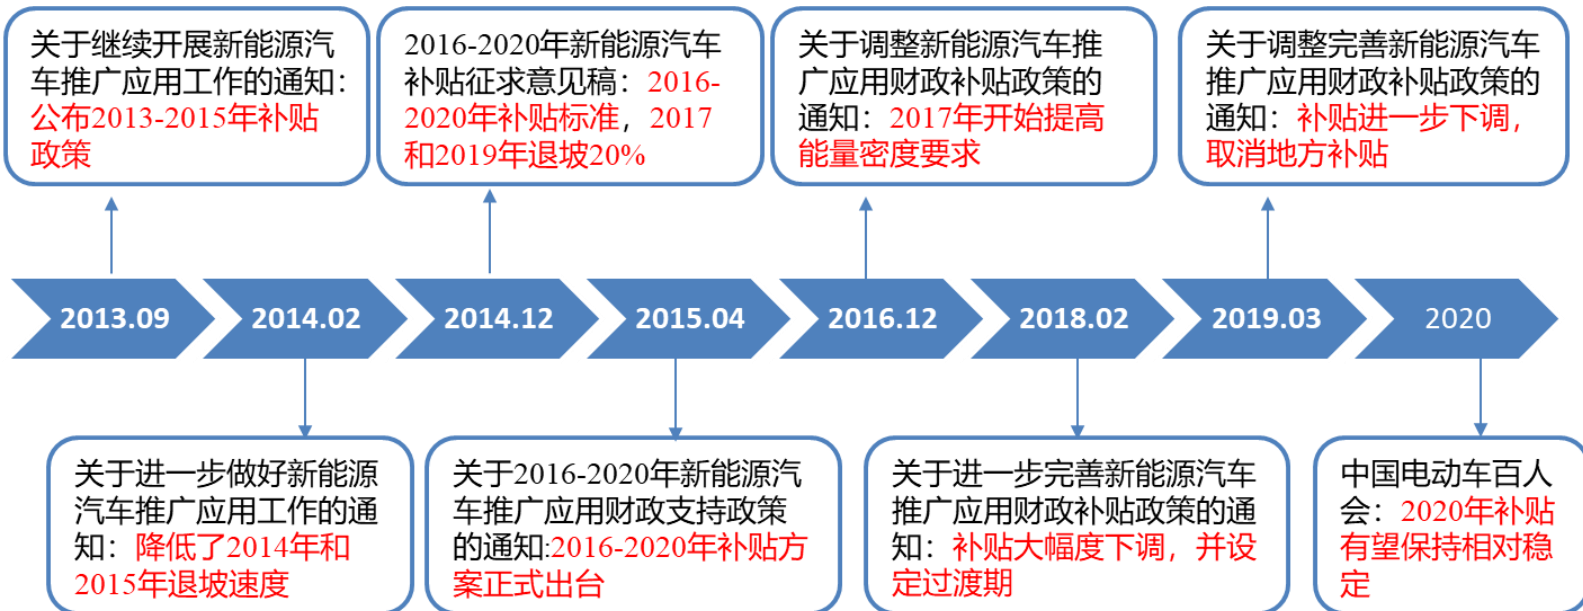 关于继续开展新能源汽
车推广应用工作的通知：
公布2013-2015年补贴
政策
2016-2020年新能源汽车
补贴征求意见稿：2016-
2020年补贴标准，2017
和2019年退坡20%
关于调整新能源汽车推
广应用财政补贴政策的
通知：2017年开始提高
能量密度要求
关于调整完善新能源汽车
推广应用财政补贴政策的
通知：补贴进一步下调，
取消地方补贴
2013.09
2014.02
2014.12
2015.04
2016.12
2018.02
2019.03
2020
关于进一步做好新能源
汽车推广应用工作的通
知：降低了2014年和
2015年退坡速度
关于2016-2020年新能源汽
车推广应用财政支持政策
的通知:2016-2020年补贴方
案正式出台
关于进一步完善新能源汽车
推广应用财政补贴政策的通
知：补贴大幅度下调，并设
定过渡期
中国电动车百人
会：2020年补贴
有望保持相对稳
定